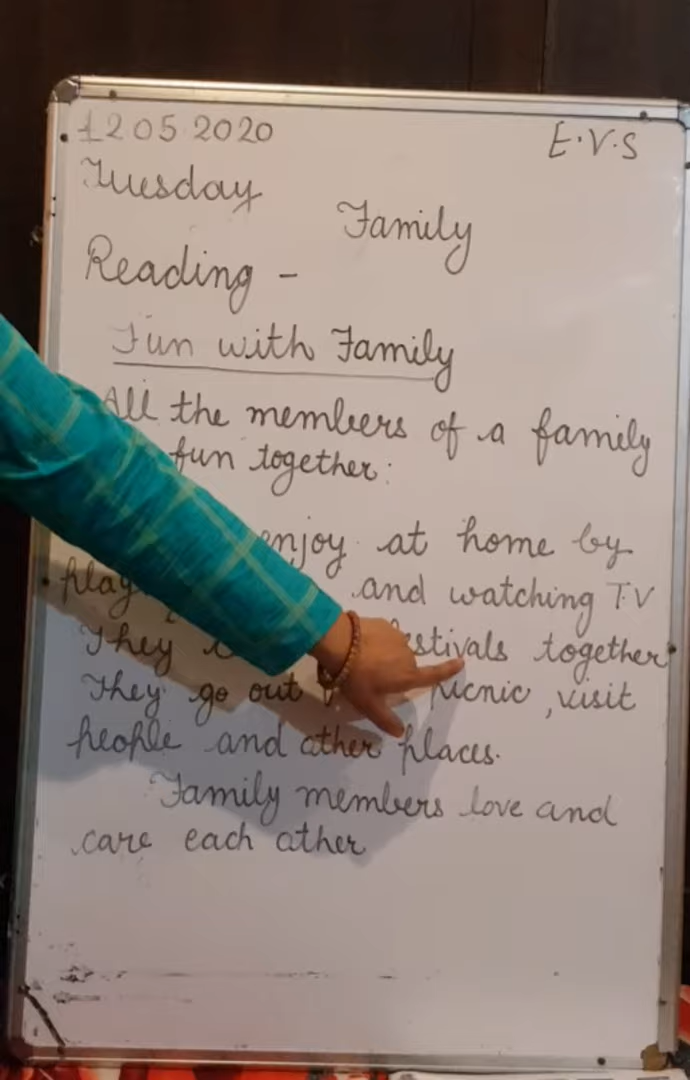 12 05 2020 E.V.S
Tuesday
Family
Reading -
Fun with Family
All the members of a family
fun together:
enjoy at home by
and watching T.V
They festivals together
They go out picnic, visit
people and other places.
Family members love and
care each other